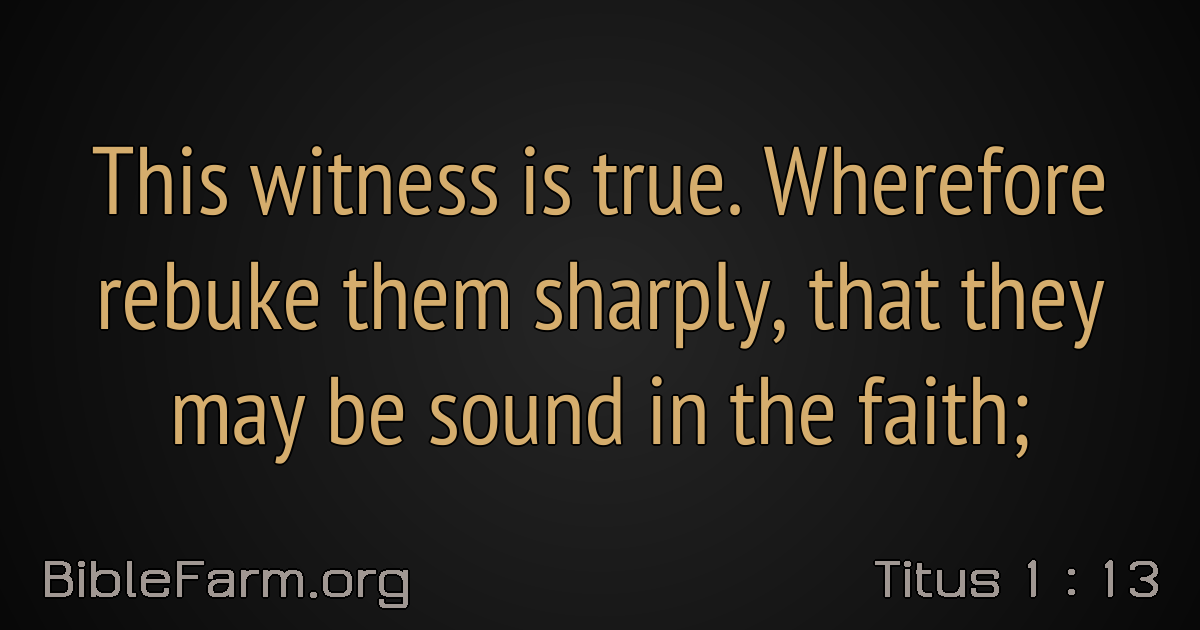 This witness is true. Wherefore
rebuke them sharply, that they
may be sound in the faith;
BibleFarm.org
Titus 1 : 13